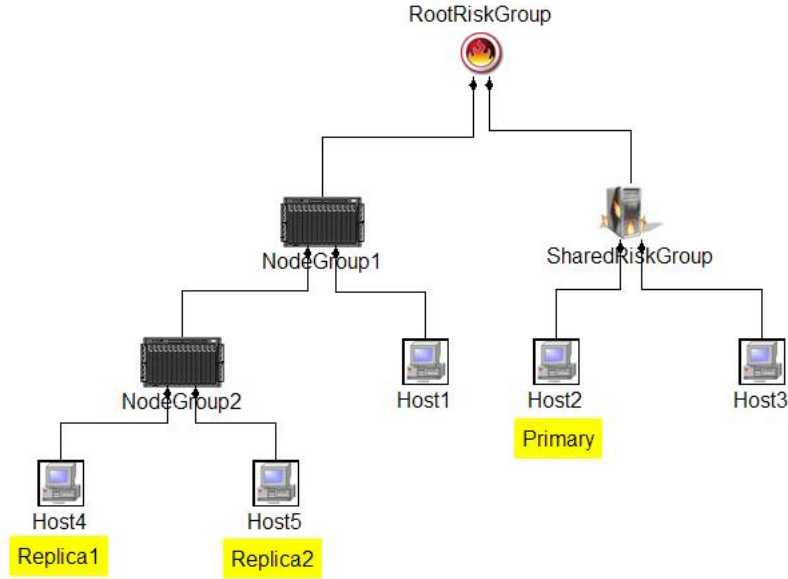 RootRiskGroup
NodeGroup1
SharedRiskGroup
NodeGroup2
Host1
Host2
Host3
Primary
Host4
Host5
Replica1
Replica2